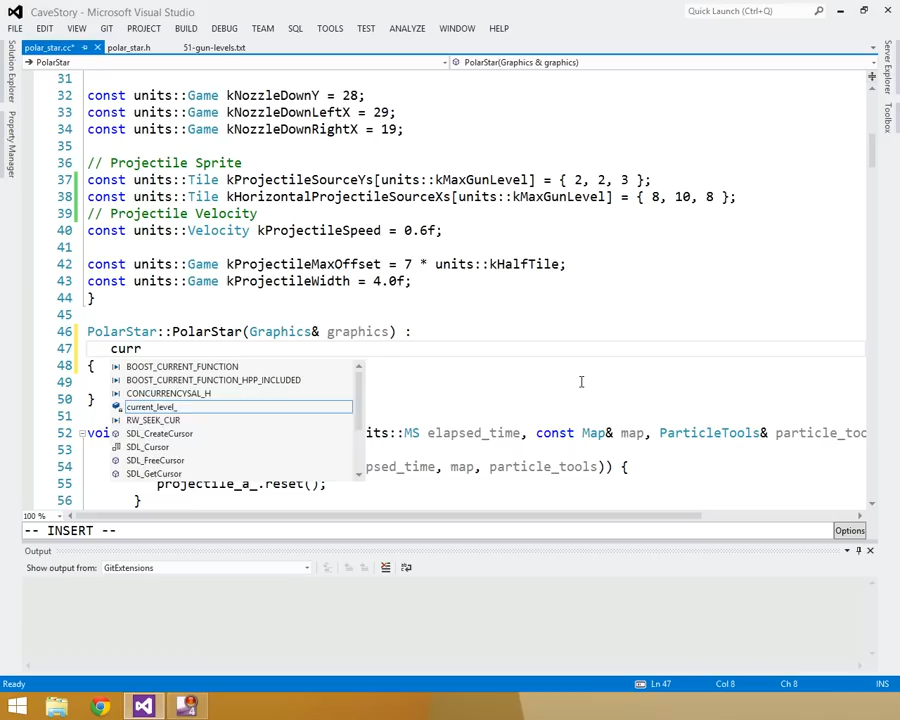 CaveStory - Microsoft Visual Studio
Quick Launch (Ctrl+Q)
FILE EDIT VIEW GIT PROJECT BUILD DEBUG TEAM SQL TOOLS TEST ANALYZE WINDOW HELP
polar_star.cc* polar_star.h 51-gun-levels.txt
PolarStar PolarStar(Graphics & graphics)
Solution Explorer
Property Manager
Server Explorer
Toolbox
31
32 const units::Game kNozzleDownY = 28;
33 const units::Game kNozzleDownLeftX = 29;
34 const units::Game kNozzleDownRightX = 19;
35
36 // Projectile Sprite
37 const units::Tile kProjectileSourceYs[units::kMaxGunLevel] = { 2, 2, 3 };
38 const units::Tile kHorizontalProjectileSourceXs[units::kMaxGunLevel] = { 8, 10, 8 };
39 // Projectile Velocity
40 const units::Velocity kProjectileSpeed = 0.6f;
41
42 const units::Game kProjectileMaxOffset = 7 * units::kHalfTile;
43 const units::Game kProjectileWidth = 4.0f;
44 }
45
46 PolarStar::PolarStar(Graphics& graphics) :
47 curr
48 {
BOOST_CURRENT_FUNCTION
BOOST_CURRENT_FUNCTION_HPP_INCLUDED
CONCURRENCYSAL_H
current_level_
RW_SEEK_CUR
SDL_CreateCursor
SDL_Cursor
SDL_FreeCursor
SDL_GetCursor
49
50 }
51
52 voi its::MS elapsed_time, const Map& map, ParticleTools& particle_too
53
54 psed_time, map, particle_tools)) {
55 projectile_a_.reset();
56 }
100 %
-- INSERT -- Options
Output
Show output from: GitExtensions
Ready Ln 47 Col 8 Ch 8 INS